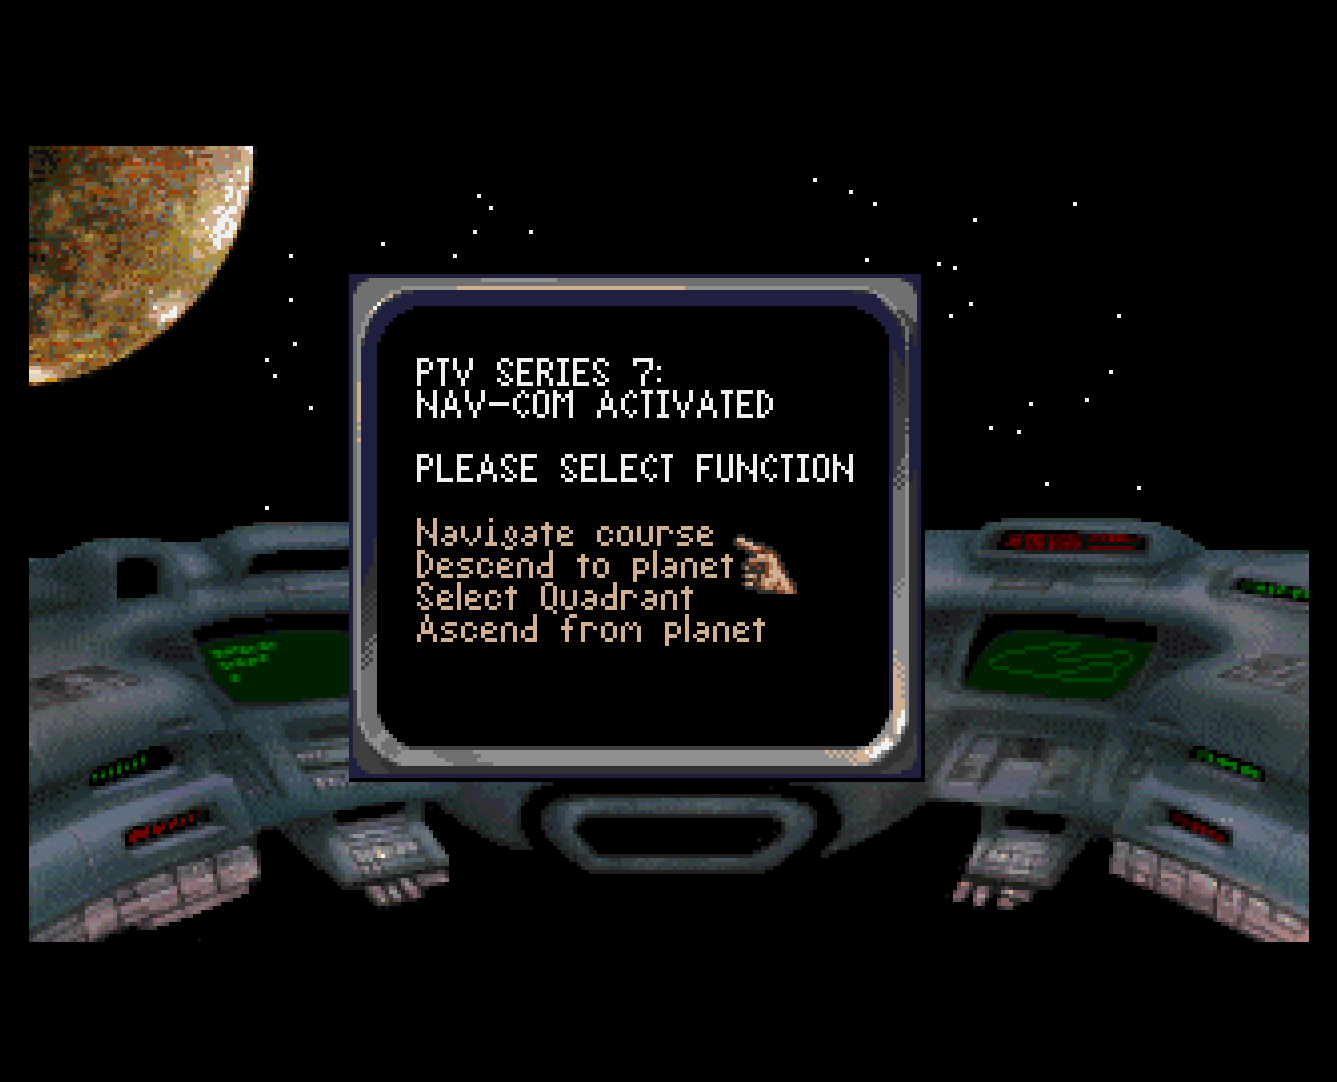 PTV SERIES 7:
NAV-COM ACTIVATED
PLEASE SELECT FUNCTION
Navigate course
Descend to planet
Select Quadrant
Ascend from planet